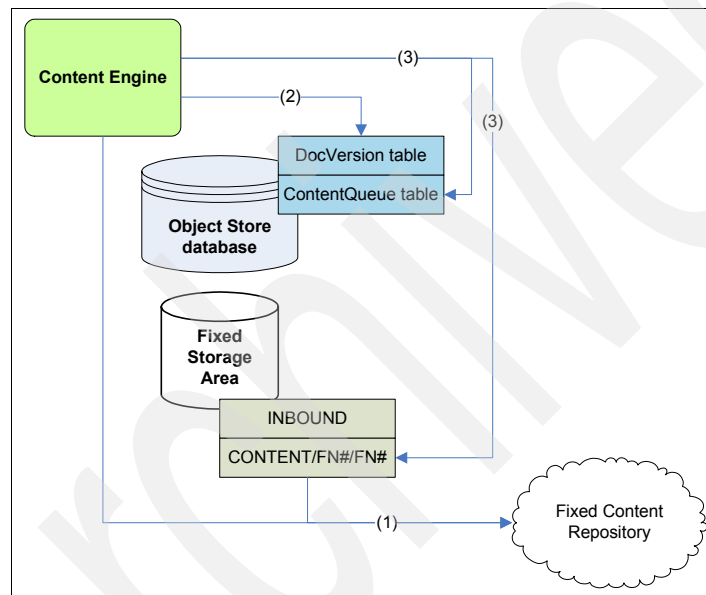 Content Engine
(3)
(2)
(3)
DocVersion table
ContentQueue table
Object Store
database
Fixed
Storage
Area
INBOUND
CONTENT/FN#/FN#
(1)
Fixed Content
Repository